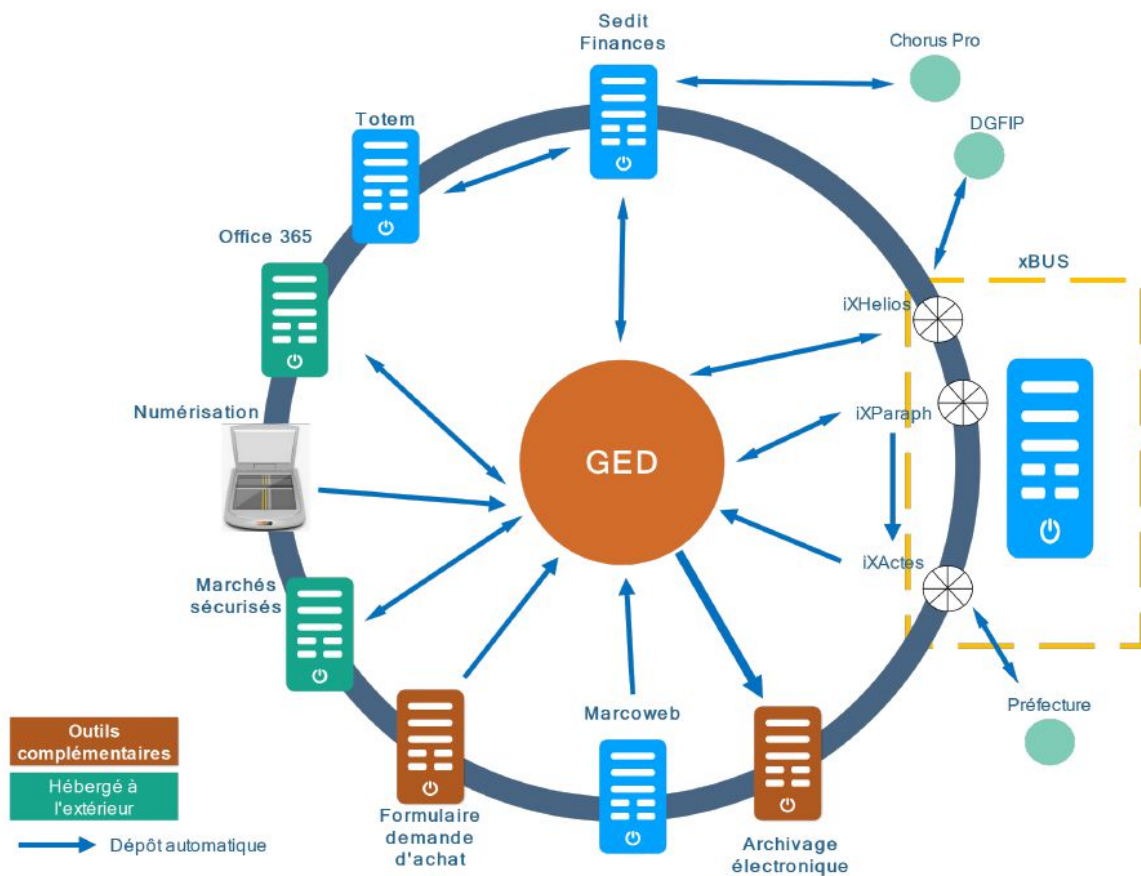 Sedit
Finances
Chorus Pro
Totem
DGFIP
Office 365
xBUS
iXHelios
Numérisation
iXParaph
GED
iXActes
Marchés
sécurisés
Préfecture
Marcoweb
Outils
complémentaires
Hébergé à
l'extérieur
Dépôt automatique
Formulaire
demande
d'achat
Archivage
électronique